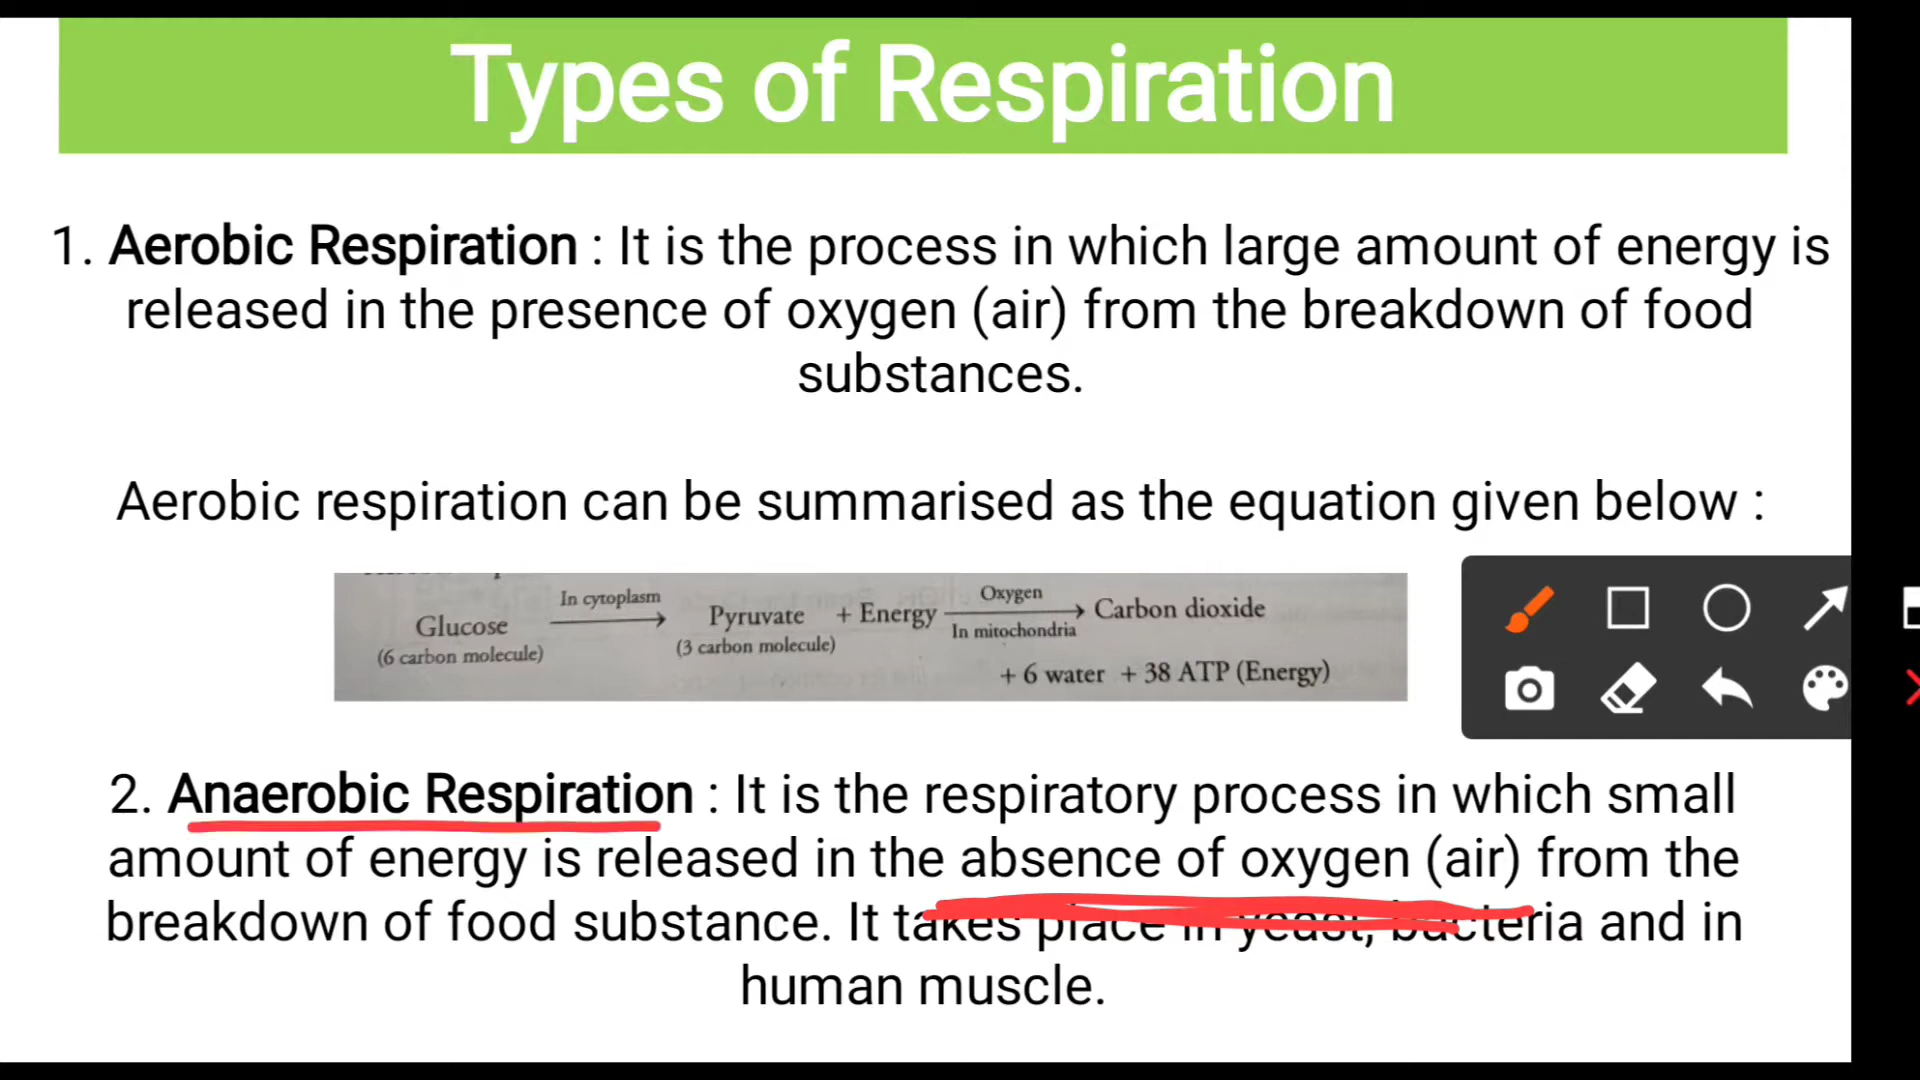 Types of Respiration
1. Aerobic Respiration : It is the process in which large amount of energy is
released in the presence of oxygen (air) from the breakdown of food
substances.
Aerobic respiration can be summarised as the equation given below :
In cytoplasm
Oxygen
Glucose
Pyruvate + Energy
Carbon dioxide
(6 carbon molecule)
(3 carbon molecule)
In mitochondria
+ 6 water + 38 ATP (Energy)
2. Anaerobic Respiration : It is the respiratory process in which small
amount of energy is released in the absence of oxygen (air) from the
breakdown of food substance. It takes place in yeast, bacteria and in
human muscle.